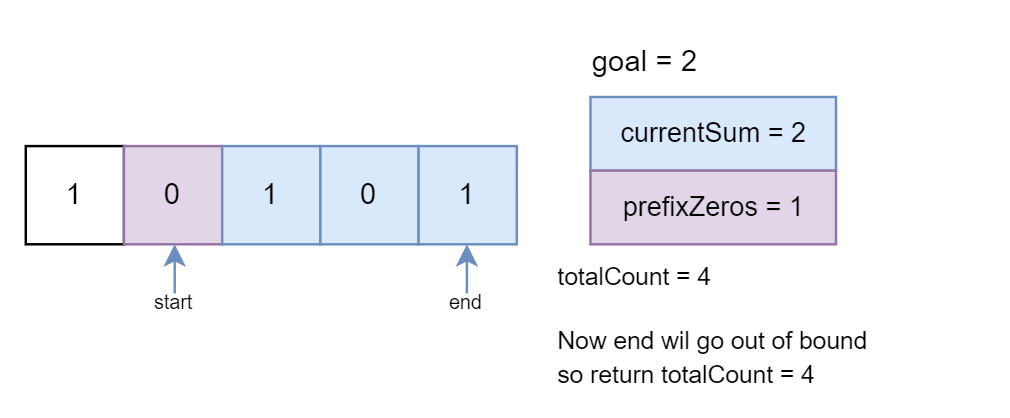 goal = 2
currentSum = 2
prefixZeros = 1
1 0 1 0 1
start end
totalCount = 4
Now end wil go out of bound
so return totalCount = 4